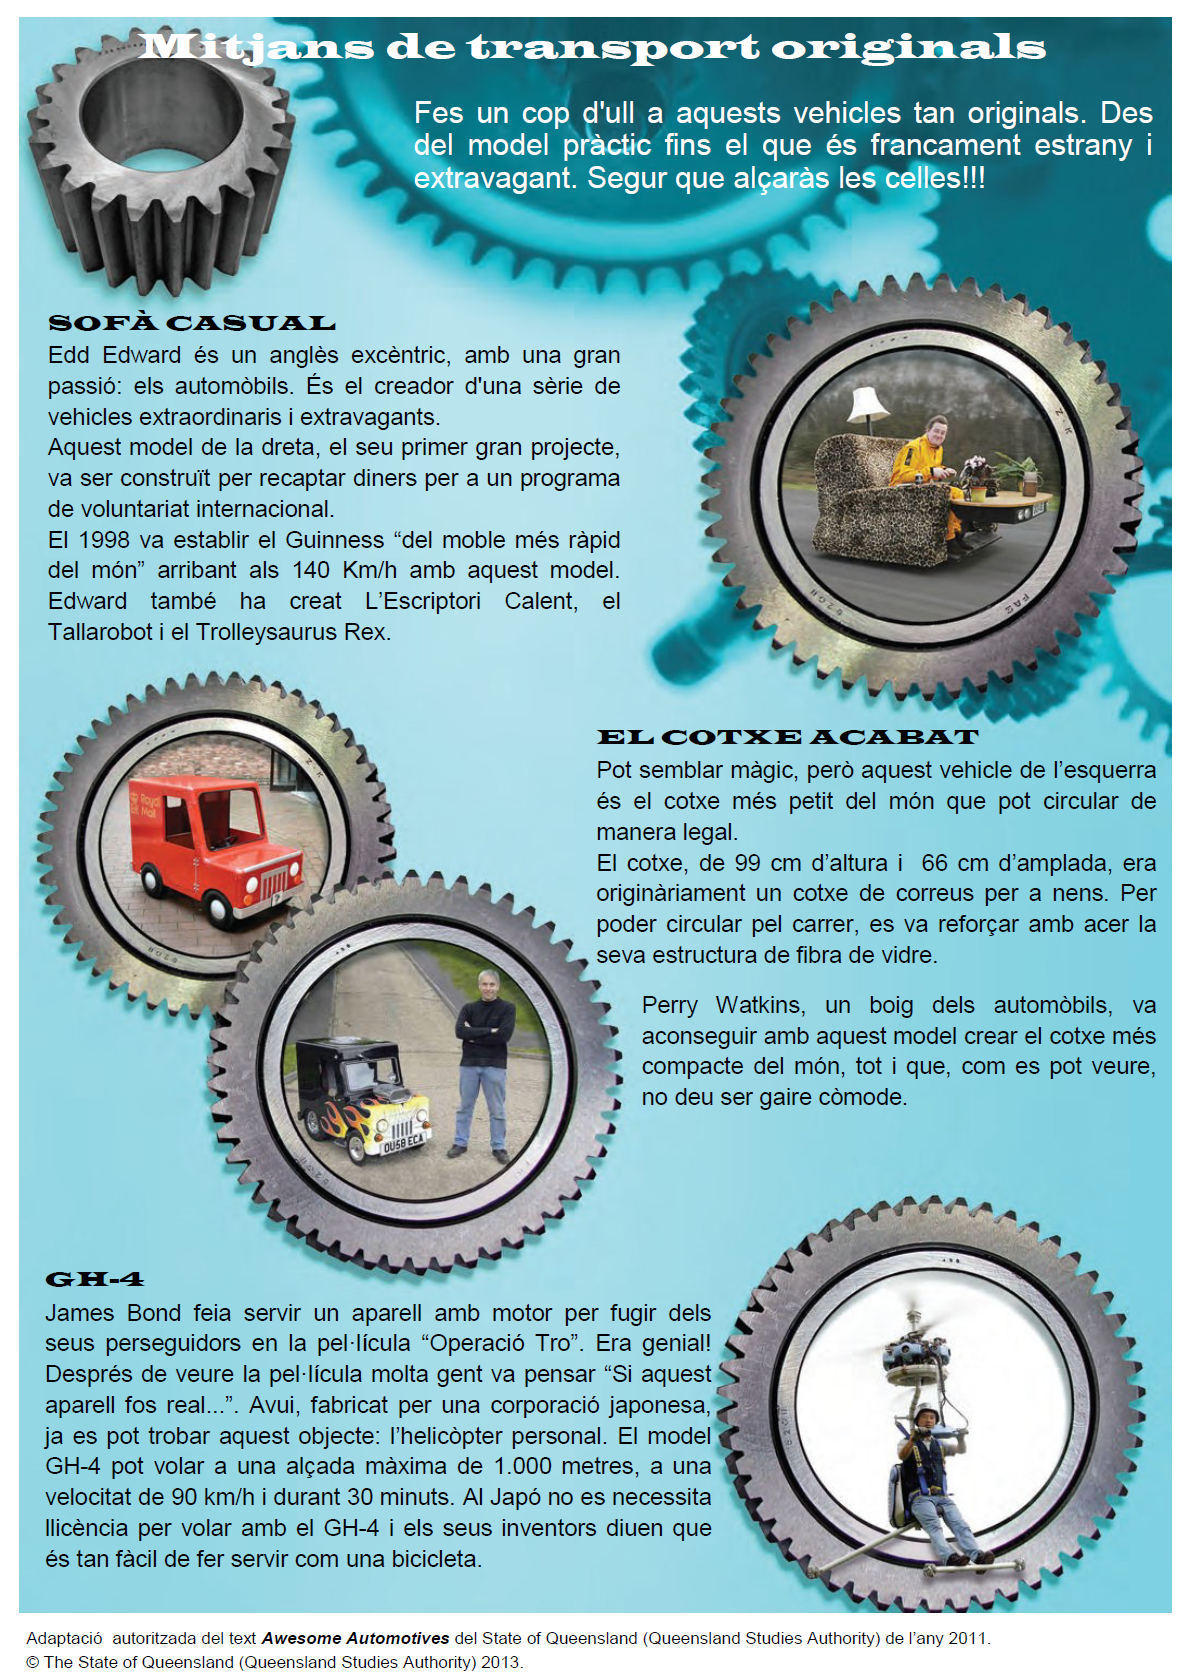 Mitjans de transport originals
Fes un cop d'ull a aquests vehicles tan originals. Des
del model pràctic fins el que és francament estrany i
extravagant. Segur que alçaràs les celles!!!
SOFÀ CASUAL
Edd Edward és un anglès excèntric, amb una gran
passió: els automòbils. És el creador d'una sèrie de
vehicles extraordinaris i extravagants.
Aquest model de la dreta, el seu primer gran projecte,
va ser construït per recaptar diners per a un programa
de voluntariat internacional.
El 1998 va establir el Guinness “del moble més ràpid
del món” arribant als 140 Km/h amb aquest model.
Edward també ha creat L’Escriptori Calent, el
Tallarobot i el Trolleysaurus Rex.
EL COTXE ACABAT
Pot semblar màgic, però aquest vehicle de l’esquerra
és el cotxe més petit del món que pot circular de
manera legal.
El cotxe, de 99 cm d’altura i 66 cm d’amplada, era
originàriament un cotxe de correus per a nens. Per
poder circular pel carrer, es va reforçar amb acer la
seva estructura de fibra de vidre.
Perry Watkins, un boig dels automòbils, va
aconseguir amb aquest model crear el cotxe més
compacte del món, tot i que, com es pot veure,
no deu ser gaire còmode.
Royal
Mail
OU58 ECA
GH-4
James Bond feia servir un aparell amb motor per fugir dels
seus perseguidors en la pel·lícula “Operació Tro”. Era genial!
Després de veure la pel·lícula molta gent va pensar “Si aquest
aparell fos real...”. Avui, fabricat per una corporació japonesa,
ja es pot trobar aquest objecte: l’helicòpter personal. El model
GH-4 pot volar a una alçada màxima de 1.000 metres, a una
velocitat de 90 km/h i durant 30 minuts. Al Japó no es necessita
llicència per volar amb el GH-4 i els seus inventors diuen que
és tan fàcil de fer servir com una bicicleta.
Adaptació autoritzada del text Awesome Automotives del State of Queensland (Queensland Studies Authority) de l’any 2011.
© The State of Queensland (Queensland Studies Authority) 2013.